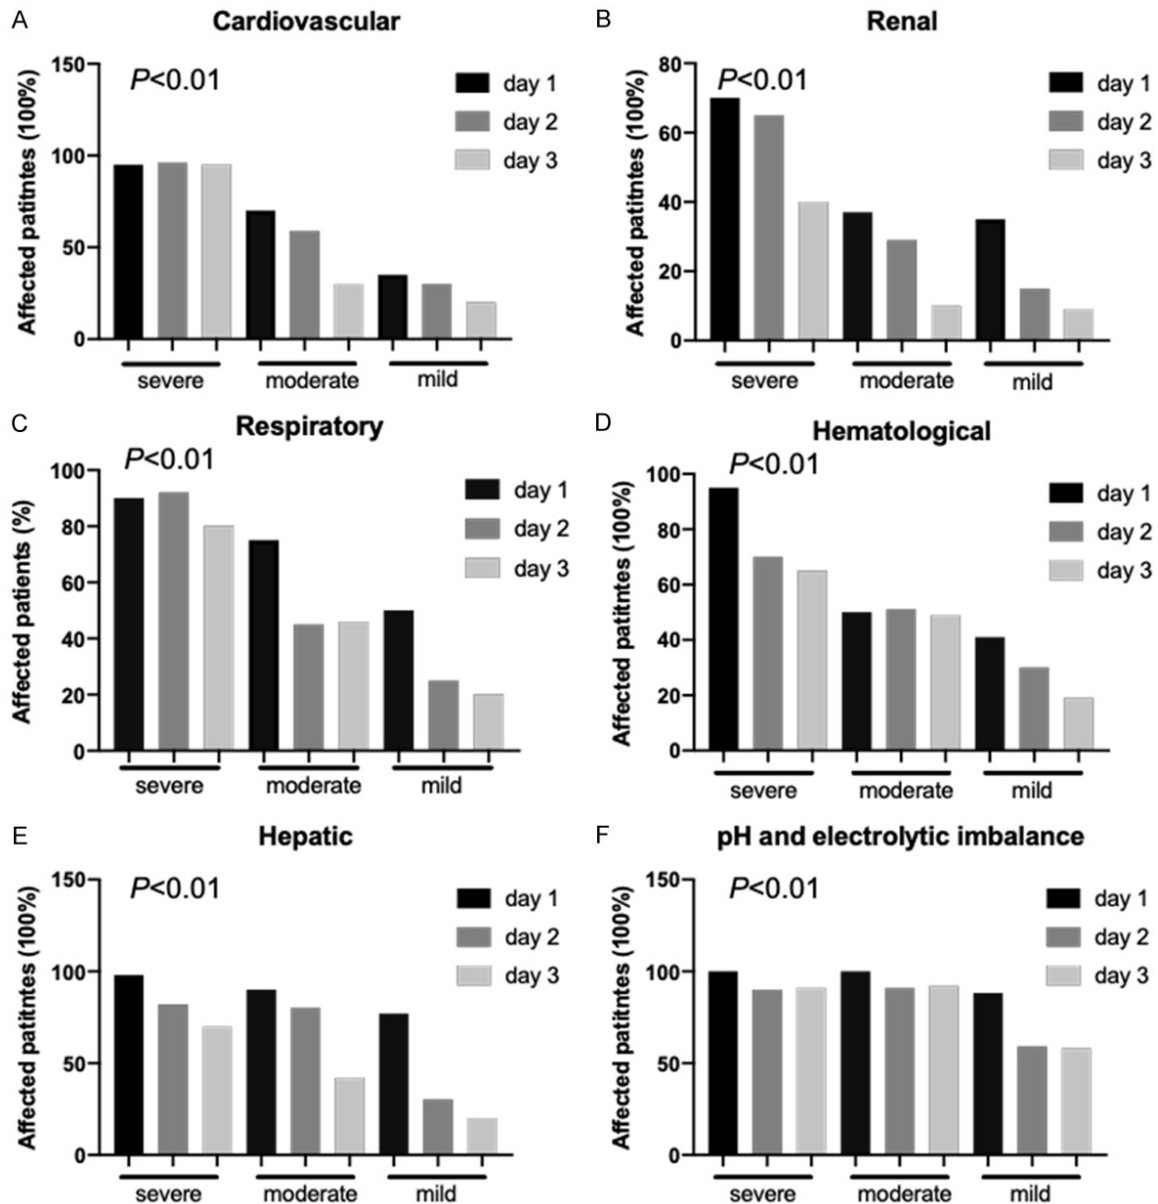 A
Cardiovascular
P<0.01
day 1
day 2
day 3
Affected patitntes (100%)
150
100
50
0
severe
moderate
mild
B
Renal
P<0.01
day 1
day 2
day 3
Affected patitntes (100%)
80
60
40
20
0
severe
moderate
mild
C
Respiratory
P<0.01
day 1
day 2
day 3
Affected patients (%)
100
80
60
40
20
0
severe
moderate
mild
D
Hematological
P<0.01
day 1
day 2
day 3
Affected patitntes (100%)
100
80
60
40
20
0
severe
moderate
mild
E
Hepatic
P<0.01
day 1
day 2
day 3
Affected patitntes (100%)
150
100
50
0
severe
moderate
mild
F
pH and electrolytic imbalance
P<0.01
day 1
day 2
day 3
Affected patitntes (100%)
150
100
50
0
severe
moderate
mild